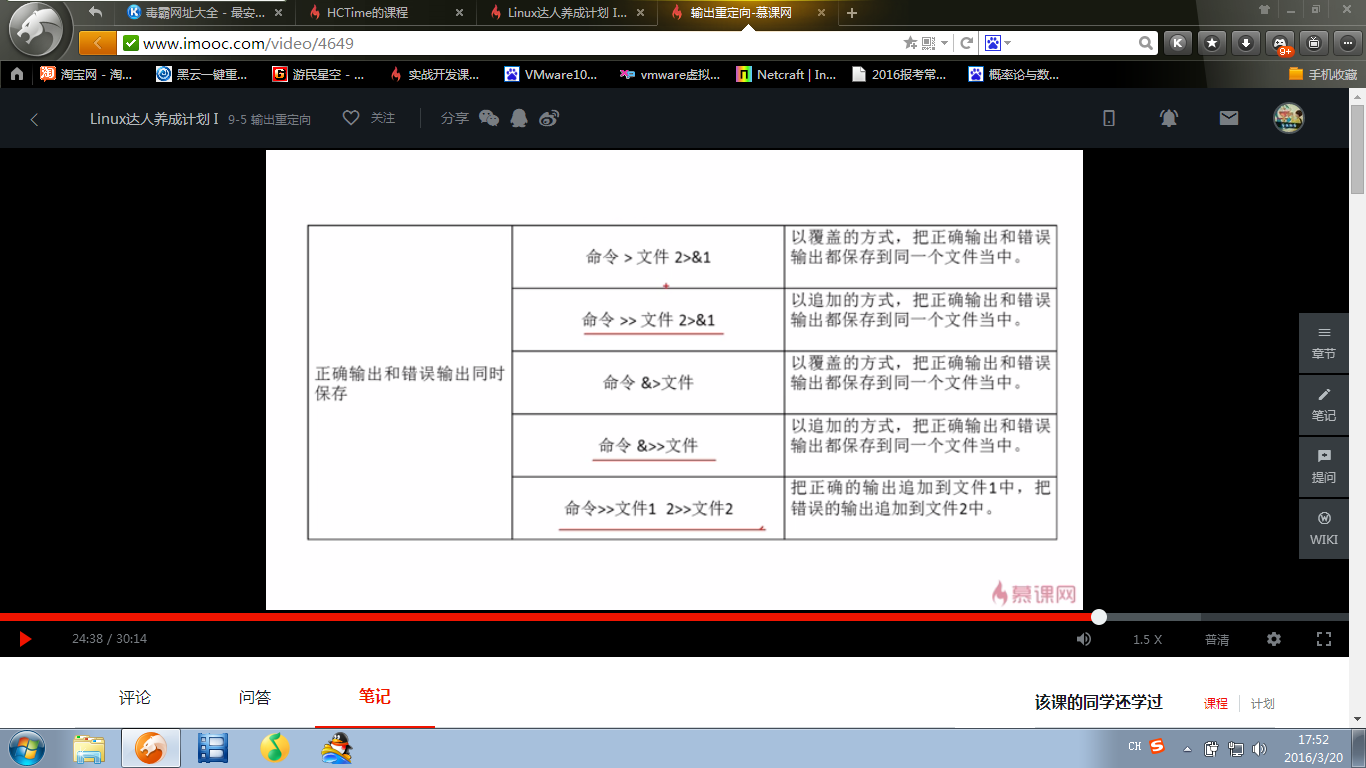 毒霸网址大全 - 最安...
HCTime的课程
Linux达人养成计划 I...
输出重定向-慕课网
www.imooc.com/video/4649
9+
淘宝网 - 淘...
黑云一键重...
游民星空 - ...
实战开发课...
VMware10...
vmware虚拟...
Netcraft | In...
2016报考常...
概率论与数...
手机收藏
Linux达人养成计划 I 9-5 输出重定向
关注
分享
正确输出和错误输出同时
保存
命令 > 文件 2>&1
以覆盖的方式，把正确输出和错误
输出都保存到同一个文件当中。
命令 >> 文件 2>&1
以追加的方式，把正确输出和错误
输出都保存到同一个文件当中。
命令 &>文件
以覆盖的方式，把正确输出和错误
输出都保存到同一个文件当中。
命令 &>>文件
以追加的方式，把正确输出和错误
输出都保存到同一个文件当中。
命令>>文件1 2>>文件2
把正确的输出追加到文件1中，把
错误的输出追加到文件2中。
慕课网
章节
笔记
提问
WIKI
24:38 / 30:14
1.5 X
普清
评论
问答
笔记
该课的同学还学过
课程
计划
CH
17:52
2016/3/20